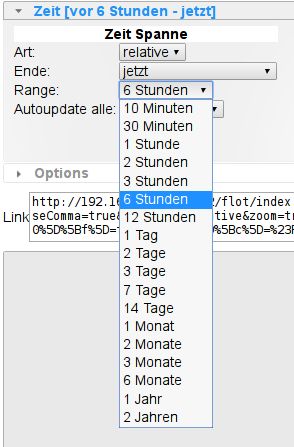 Zeit [vor 6 Stunden - jetzt]
Zeit Spanne
Art: relative
Ende: jetzt
Range: 6 Stunden
Autoupdate alle:
10 Minuten
30 Minuten
1 Stunde
2 Stunden
3 Stunden
6 Stunden
12 Stunden
1 Tag
2 Tage
3 Tage
7 Tage
14 Tage
1 Monat
2 Monate
3 Monate
6 Monate
1 Jahr
2 Jahren
Options
Link
http://192.16 2/flot/index
seComma=true& tive&zoom=tr
0%5D%5Bf%5D= %5Bc%5D=%23F